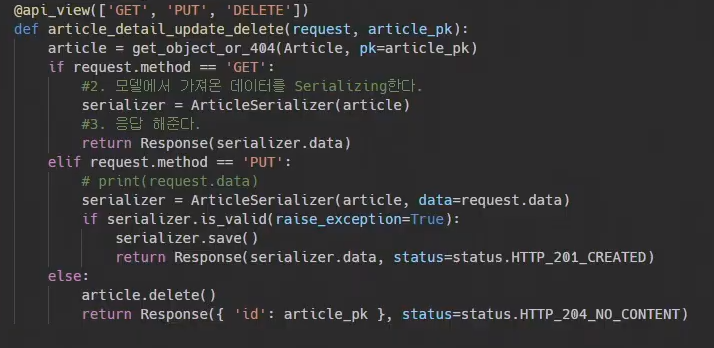 @api_view(['GET', 'PUT', 'DELETE'])
def article_detail_update_delete(request, article_pk):
    article = get_object_or_404(Article, pk=article_pk)
    if request.method == 'GET':
        #2. 모델에서 가져온 데이터를 Serializing한다.
        serializer = ArticleSerializer(article)
        #3. 응답 해준다.
        return Response(serializer.data)
    elif request.method == 'PUT':
        # print(request.data)
        serializer = ArticleSerializer(article, data=request.data)
        if serializer.is_valid(raise_exception=True):
            serializer.save()
            return Response(serializer.data, status=status.HTTP_201_CREATED)
    else:
        article.delete()
        return Response({ 'id': article_pk }, status=status.HTTP_204_NO_CONTENT)